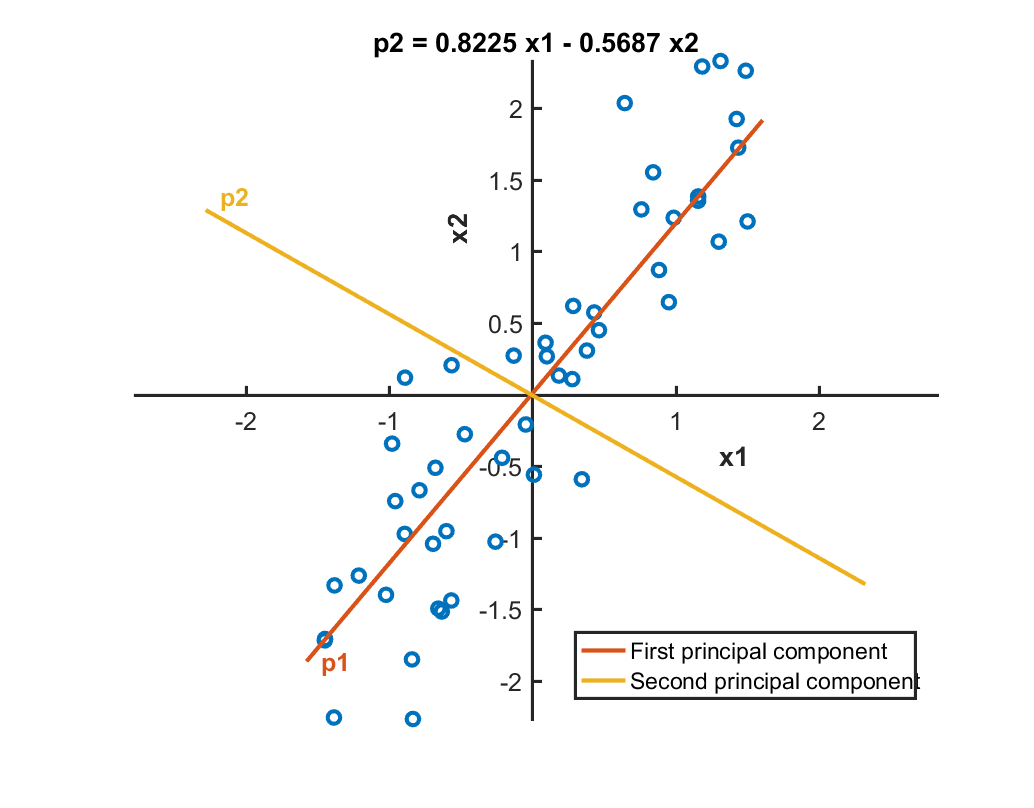 p2 = 0.8225 x1 - 0.5687 x2
2
1.5
1
0.5
-0.5
-1
-1.5
-2
x2
p2
-2
-1
1
2
x1
p1
First principal component
Second principal component